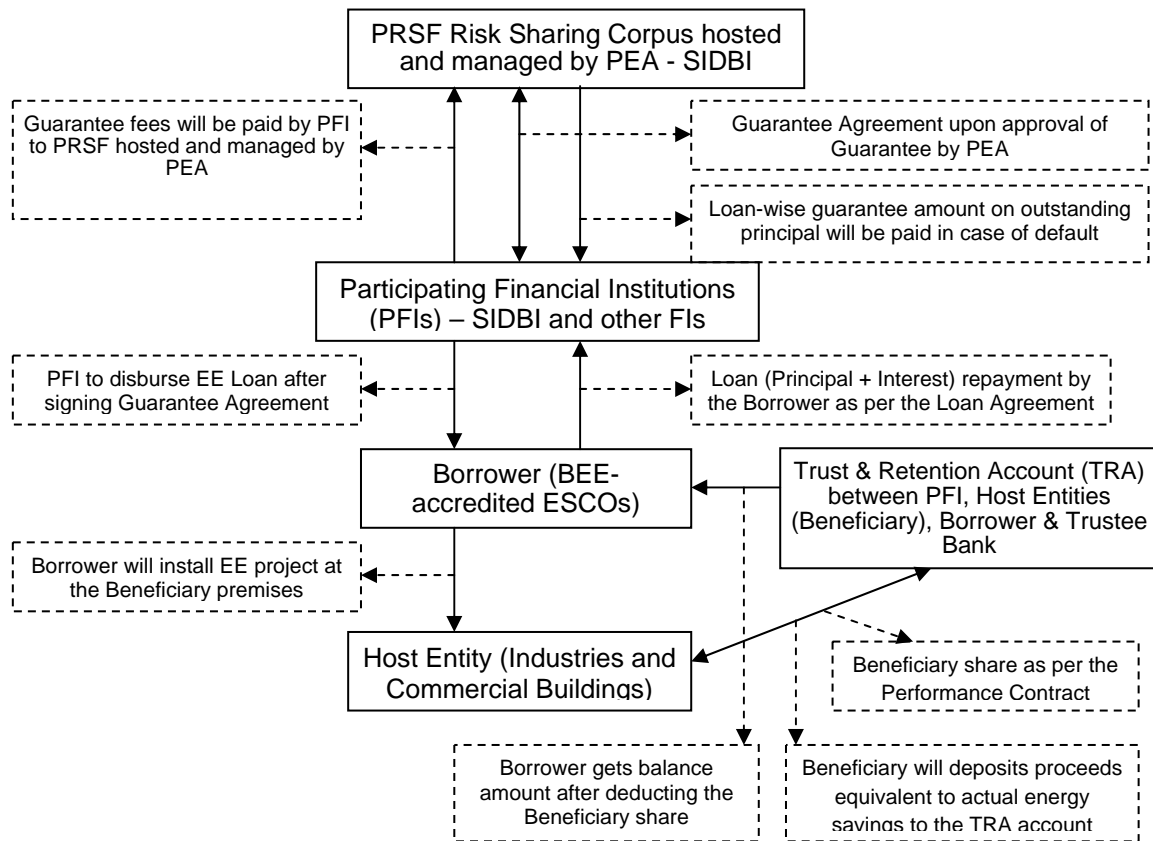 PRSF Risk Sharing Corpus hosted
and managed by PEA - SIDBI
Guarantee fees will be paid by PFI
to PRSF hosted and managed by
PEA
Guarantee Agreement upon approval of
Guarantee by PEA
Loan-wise guarantee amount on outstanding
principal will be paid in case of default
Participating Financial Institutions
(PFIs) – SIDBI and other FIs
PFI to disburse EE Loan after
signing Guarantee Agreement
Loan (Principal + Interest) repayment by
the Borrower as per the Loan Agreement
Borrower (BEE-
accredited ESCOs)
Trust & Retention Account (TRA)
between PFI, Host Entities
(Beneficiary), Borrower & Trustee
Bank
Borrower will install EE project at
the Beneficiary premises
Host Entity (Industries and
Commercial Buildings)
Beneficiary share as per the
Performance Contract
Borrower gets balance
amount after deducting the
Beneficiary share
Beneficiary will deposits proceeds
equivalent to actual energy
savings to the TRA account